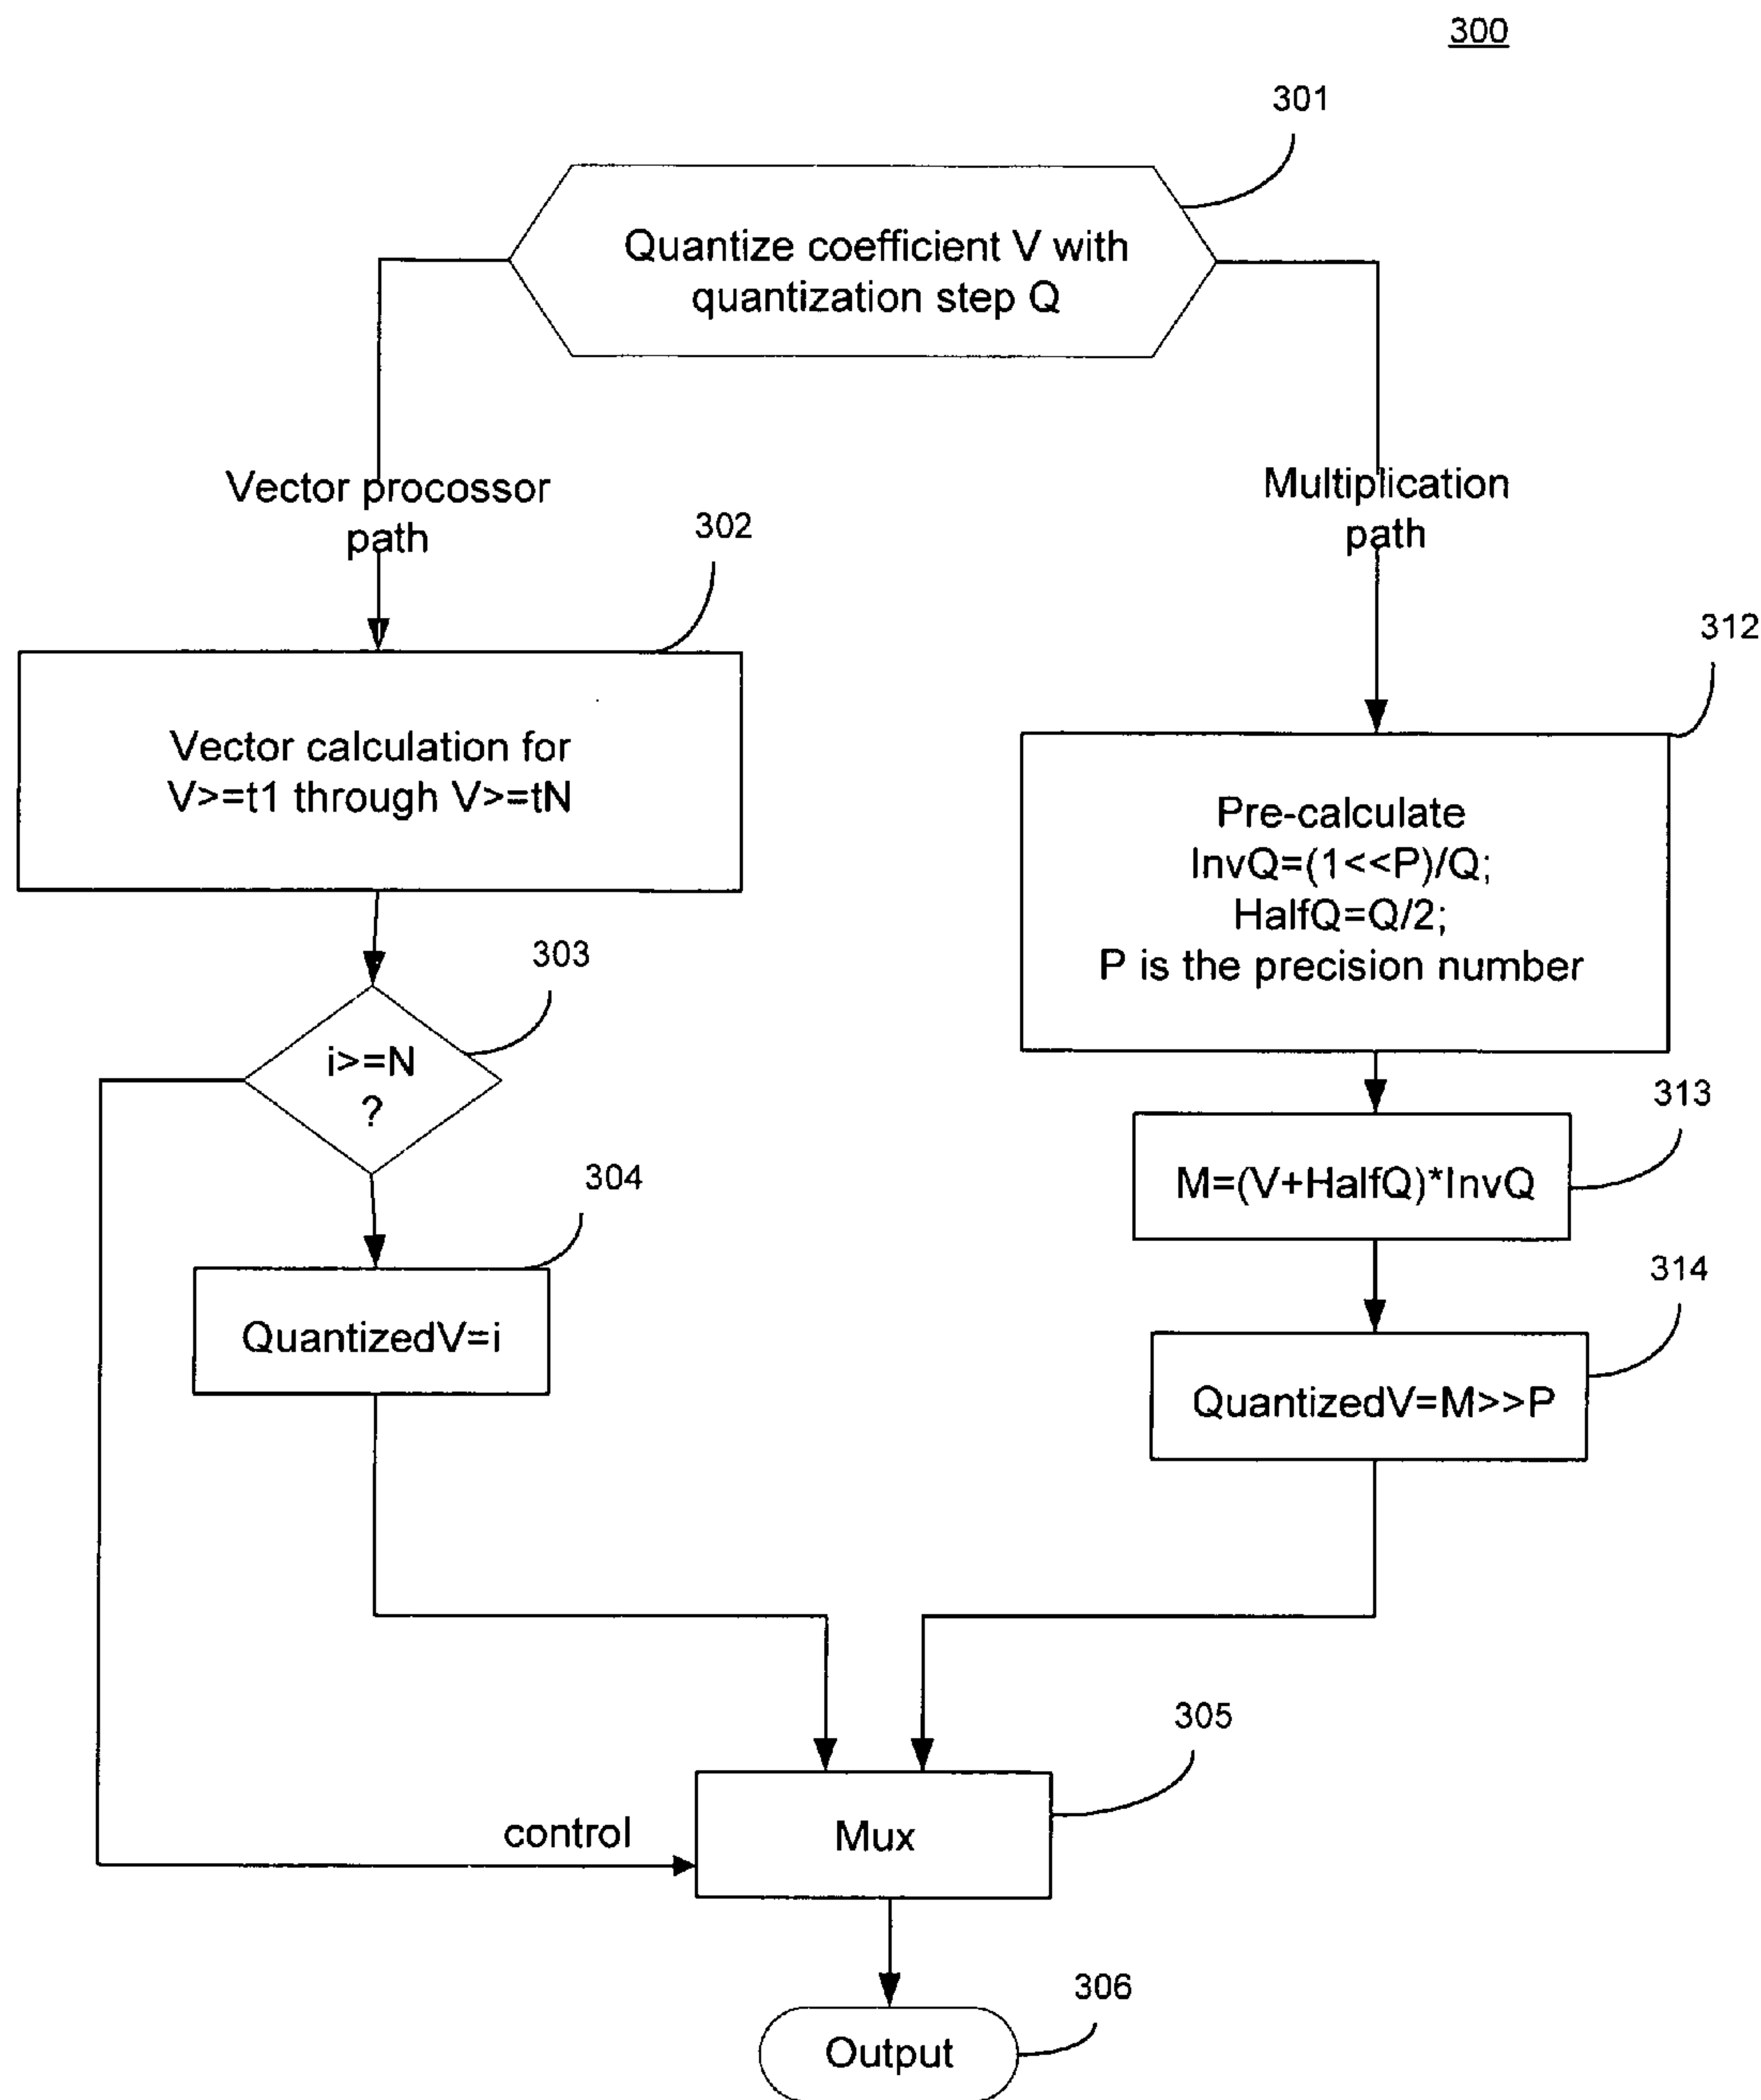 300
301
Quantize coefficient V with
quantization step Q
Vector procossor
path
Multiplication
path
302
312
Vector calculation for
V>=t1 through V>=tN
Pre-calculate
InvQ=(1<<P)/Q;
HalfQ=Q/2;
P is the precision number
303
i>=N
?
313
M=(V+HalfQ)*InvQ
304
QuantizedV=i
314
QuantizedV=M>>P
305
control
Mux
306
Output